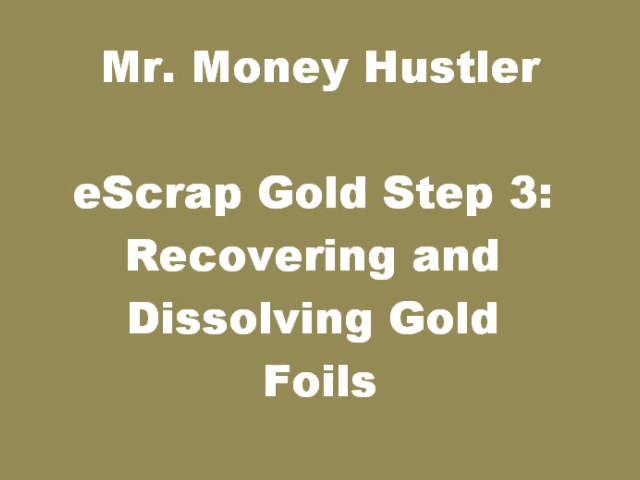 Mr. Money Hustler
eScrap Gold Step 3:
Recovering and
Dissolving Gold
Foils